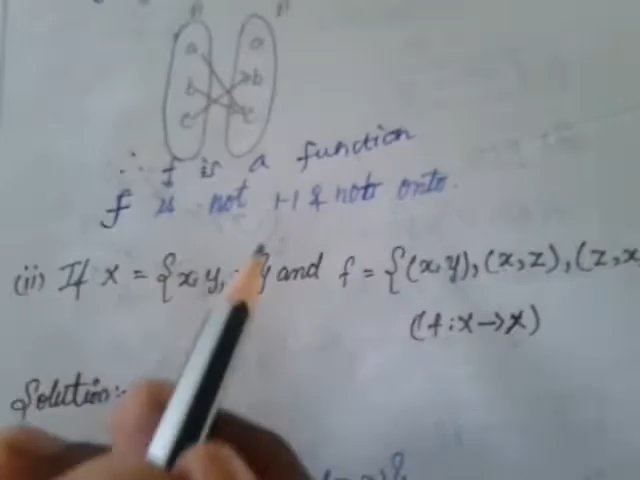 a a
b b
c c
∴ f is a function
f is not 1-1 & not onto.
(ii) If X = {x, y, } and f = {(x, y), (x, z), (z, x
(f : X → X)
Solution:-